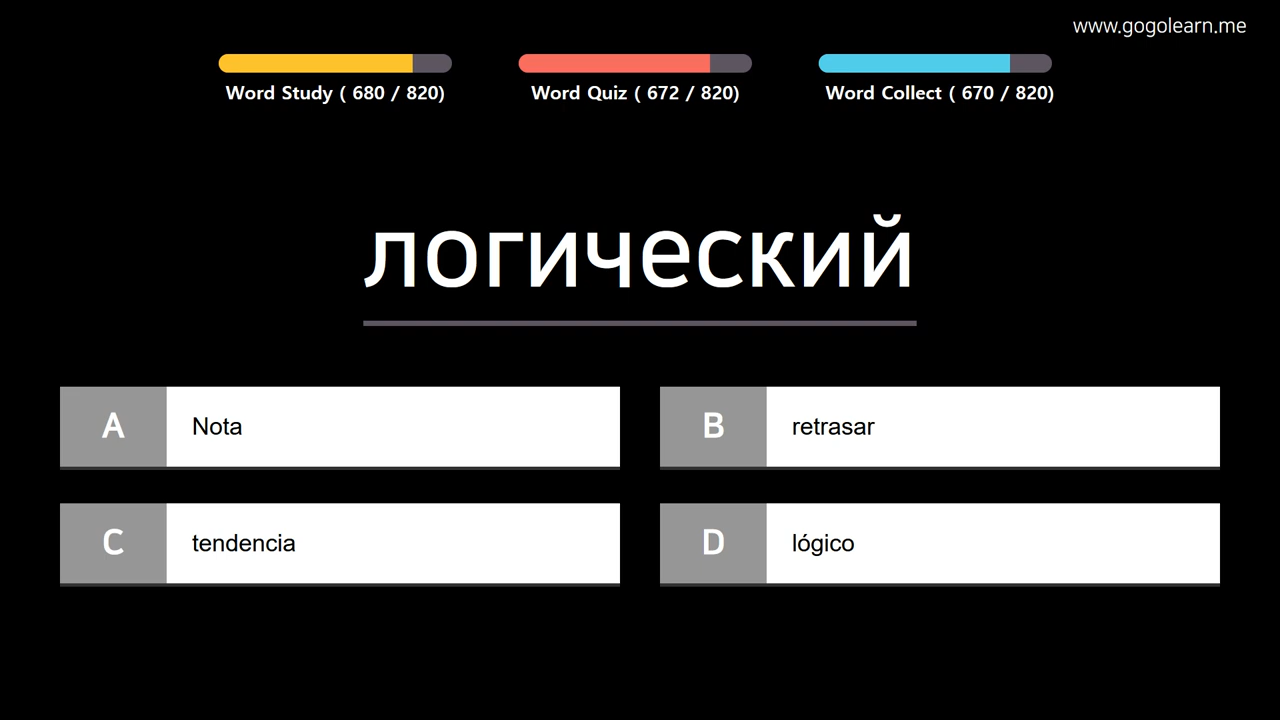 www.gogolearn.me
Word Study ( 680 / 820)
Word Quiz ( 672 / 820)
Word Collect ( 670 / 820)
логический
A
Nota
B
retrasar
C
tendencia
D
lógico